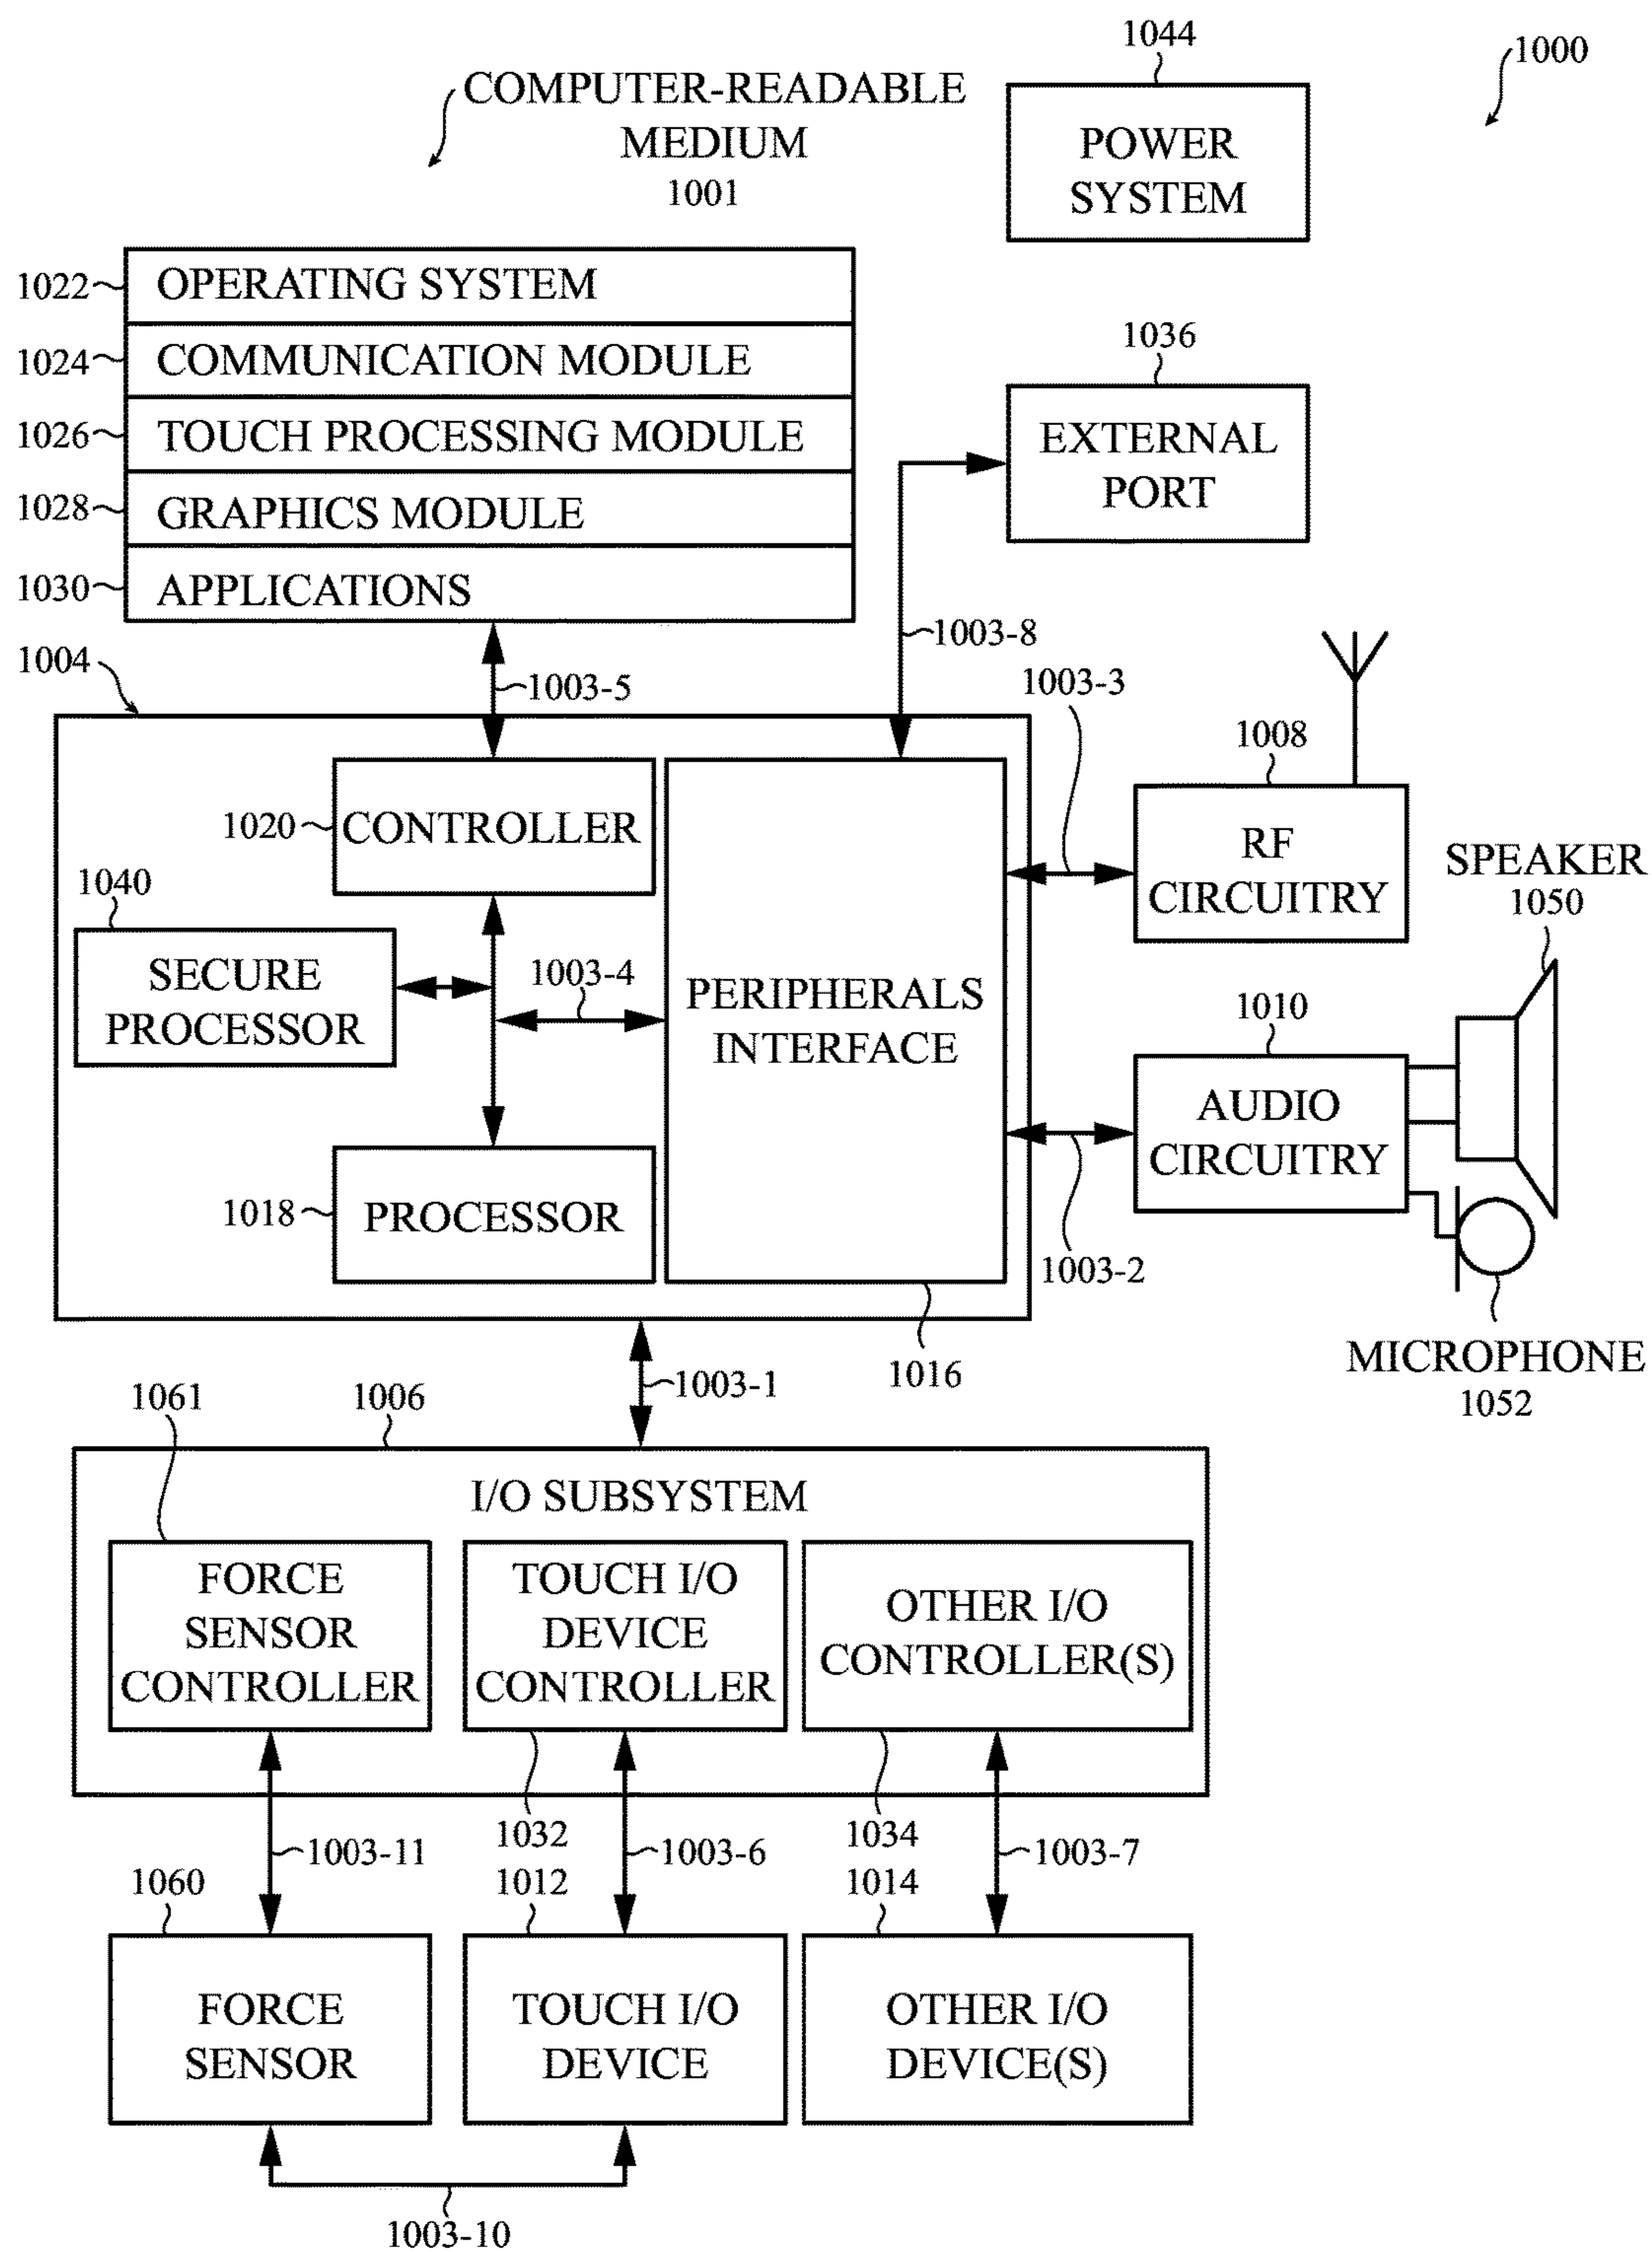 1044
1000
COMPUTER-READABLE
MEDIUM
1001
POWER
SYSTEM
1022
OPERATING SYSTEM
1024
COMMUNICATION MODULE
1026
TOUCH PROCESSING MODULE
1028
GRAPHICS MODULE
1030
APPLICATIONS
1036
EXTERNAL
PORT
1004
1003-5
1003-8
1003-3
1008
RF
CIRCUITRY
1020
CONTROLLER
1040
SECURE
PROCESSOR
1003-4
PERIPHERALS
INTERFACE
SPEAKER
1050
1010
AUDIO
CIRCUITRY
1018
PROCESSOR
1003-2
1016
MICROPHONE
1052
1003-1
1061
1006
I/O SUBSYSTEM
FORCE
SENSOR
CONTROLLER
TOUCH I/O
DEVICE
CONTROLLER
OTHER I/O
CONTROLLER(S)
1032
1034
1003-11
1003-6
1003-7
1060
1012
1014
FORCE
SENSOR
TOUCH I/O
DEVICE
OTHER I/O
DEVICE(S)
1003-10